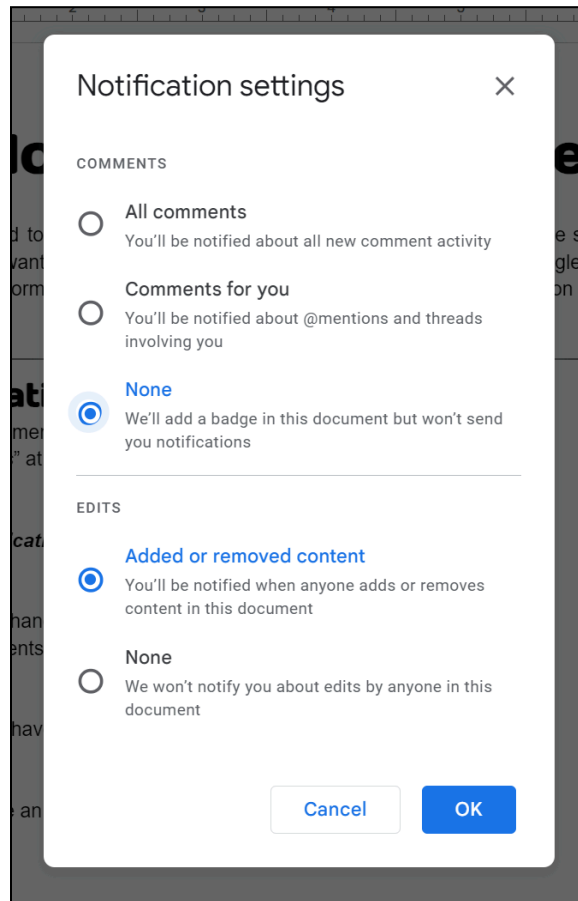 Notification settings
COMMENTS
All comments
You'll be notified about all new comment activity
Comments for you
You'll be notified about @mentions and threads
involving you
None
We'll add a badge in this document but won't send
you notifications
EDITS
Added or removed content
You'll be notified when anyone adds or removes
content in this document
None
We won't notify you about edits by anyone in this
document
Cancel
OK